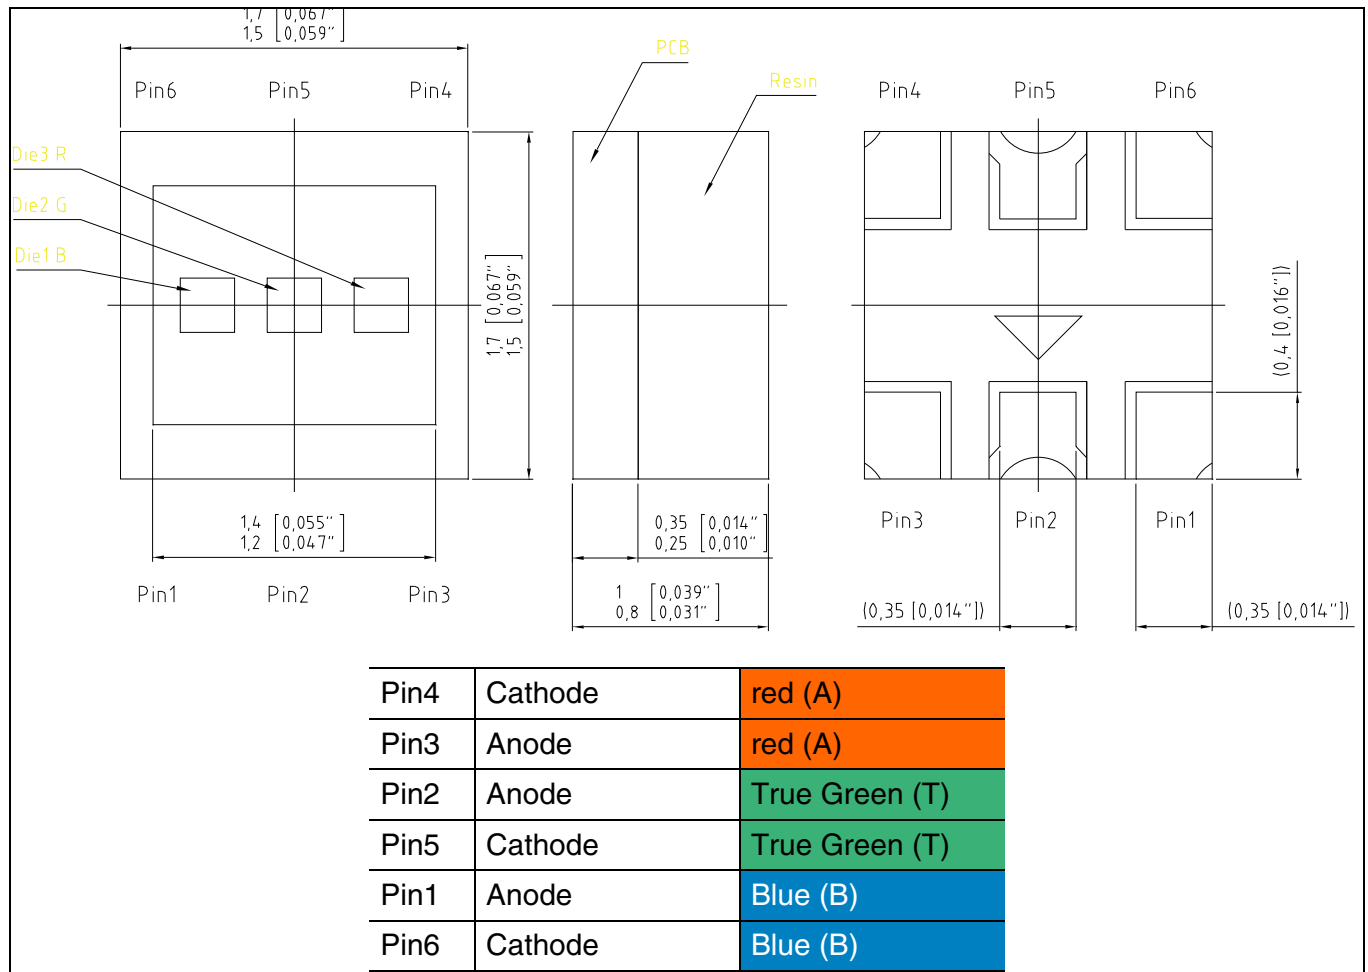 1,7 [0,067"]
1,5 [0,059"]
Pin6 Pin5 Pin4
PCB
Resin
Pin4 Pin5 Pin6
Die3 R
Die2 G
Die1 B
1,7 [0,067"]
1,5 [0,059"]
(0,4 [0,016"])
1,4 [0,055"]
1,2 [0,047"]
0,35 [0,014"]
0,25 [0,010"]
Pin3 Pin2 Pin1
Pin1 Pin2 Pin3
1 [0,039"]
0,8 [0,031"]
(0,35 [0,014"])
(0,35 [0,014"])
Pin4 Cathode red (A)
Pin3 Anode red (A)
Pin2 Anode True Green (T)
Pin5 Cathode True Green (T)
Pin1 Anode Blue (B)
Pin6 Cathode Blue (B)